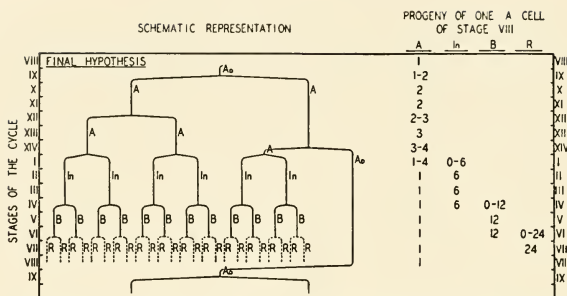 SCHEMATIC REPRESENTATION
PROGENY OF ONE A CELL
OF STAGE VIII
A In B R
STAGES OF THE CYCLE
VIII FINAL HYPOTHESIS A₀ 1 VIII
IX 1-2 IX
X A A 2 X
XI 2 XI
XII 2-3 XII
XIII A A 3 XIII
XIV A A₀ 3-4 XIV
I 1-4 0-6 I
II In In In In In In 1 6 II
III 1 6 III
IV 1 6 0-12 IV
V B B B B B B B B B B B B 1 12 V
VI 1 12 0-24 VI
VII R R R R R R R R R R R R R R R R R R R R R R R R 1 24 VII
VIII A₀ 1 VIII
IX IX